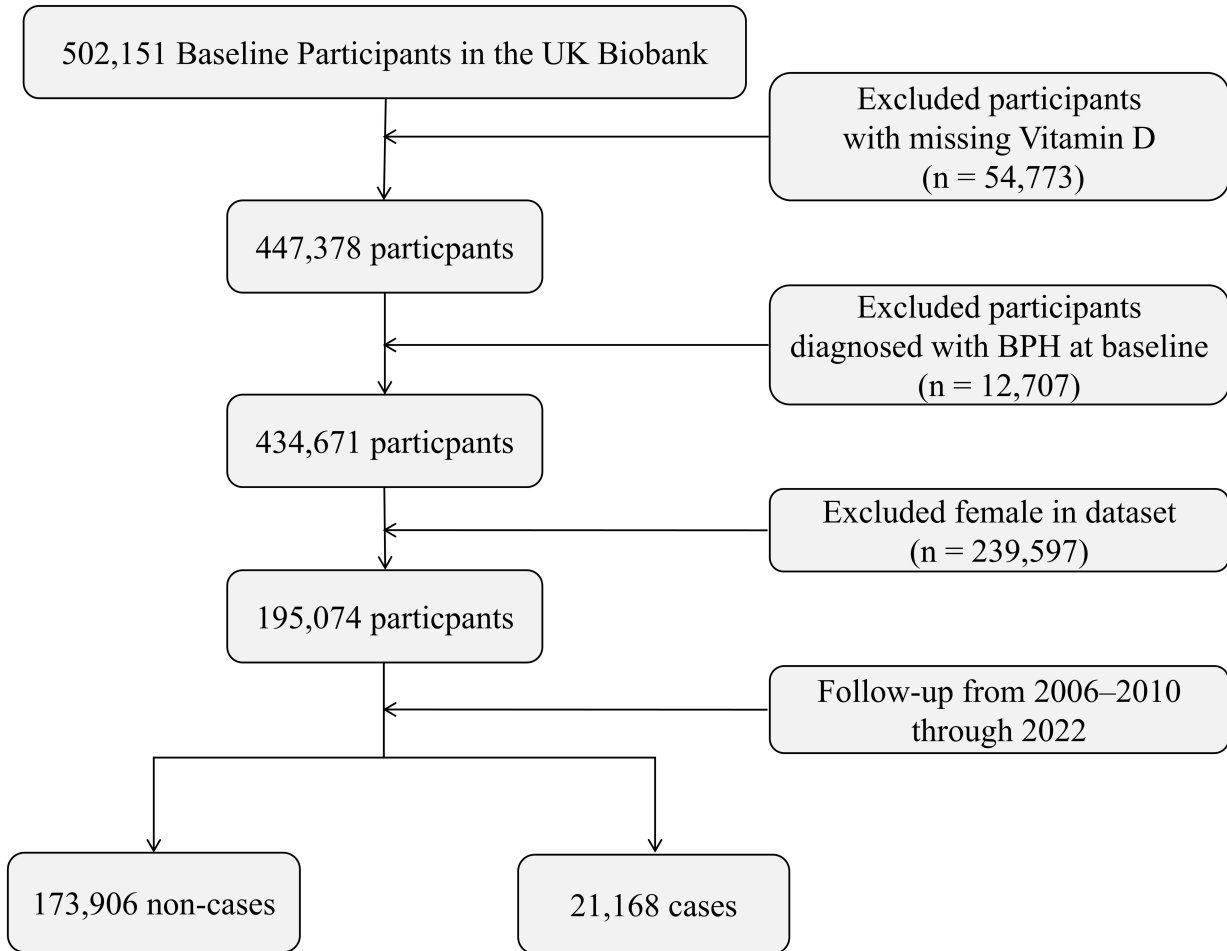 502,151 Baseline Participants in the UK Biobank
Excluded participants
with missing Vitamin D
(n = 54,773)
447,378 particpants
Excluded participants
diagnosed with BPH at baseline
(n = 12,707)
434,671 particpants
Excluded female in dataset
(n = 239,597)
195,074 particpants
Follow-up from 2006–2010
through 2022
173,906 non-cases
21,168 cases